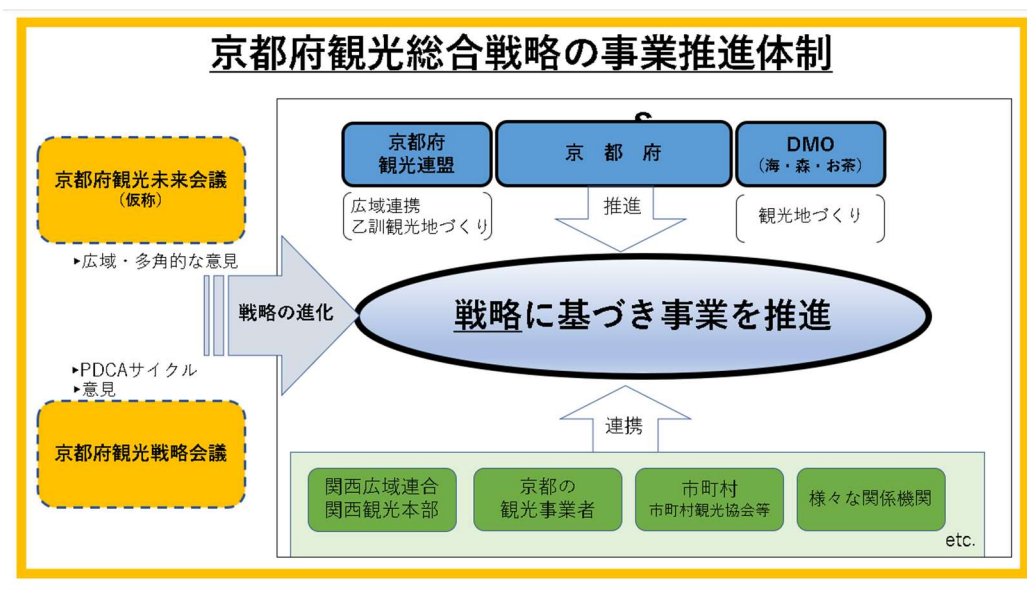 京都府観光総合戦略の事業推進体制
京都府
観光連盟
京都府
DMO
(海・森・お茶)
広域連携
乙訓観光地づくり
推進
観光地づくり
京都府観光未来会議
(仮称)
▸広域・多角的な意見
戦略の進化
戦略に基づき事業を推進
▸PDCAサイクル
▸意見
京都府観光戦略会議
連携
関西広域連合
関西観光本部
京都の
観光事業者
市町村
市町村観光協会等
様々な関係機関
etc.